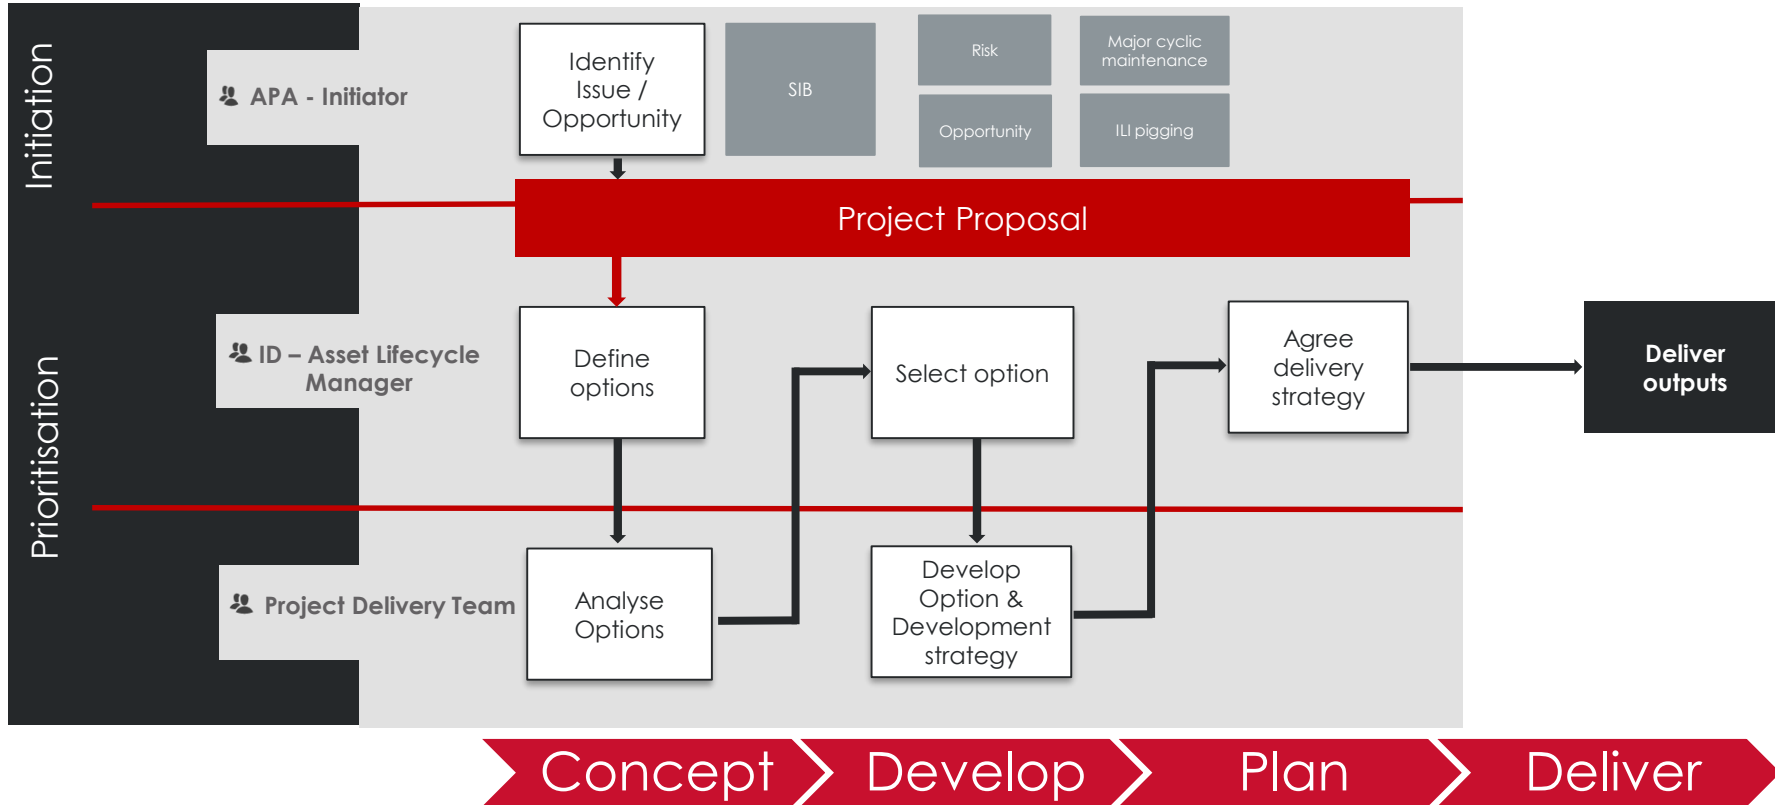 Initiation
APA - Initiator
Identify
Issue /
Opportunity
SIB
Risk
Opportunity
Major cyclic
maintenance
ILI pigging
Project Proposal
Prioritisation
ID – Asset Lifecycle
Manager
Define
options
Select option
Agree
delivery
strategy
Deliver
outputs
Project Delivery Team
Analyse
Options
Develop
Option &
Development
strategy
Concept
Develop
Plan
Deliver